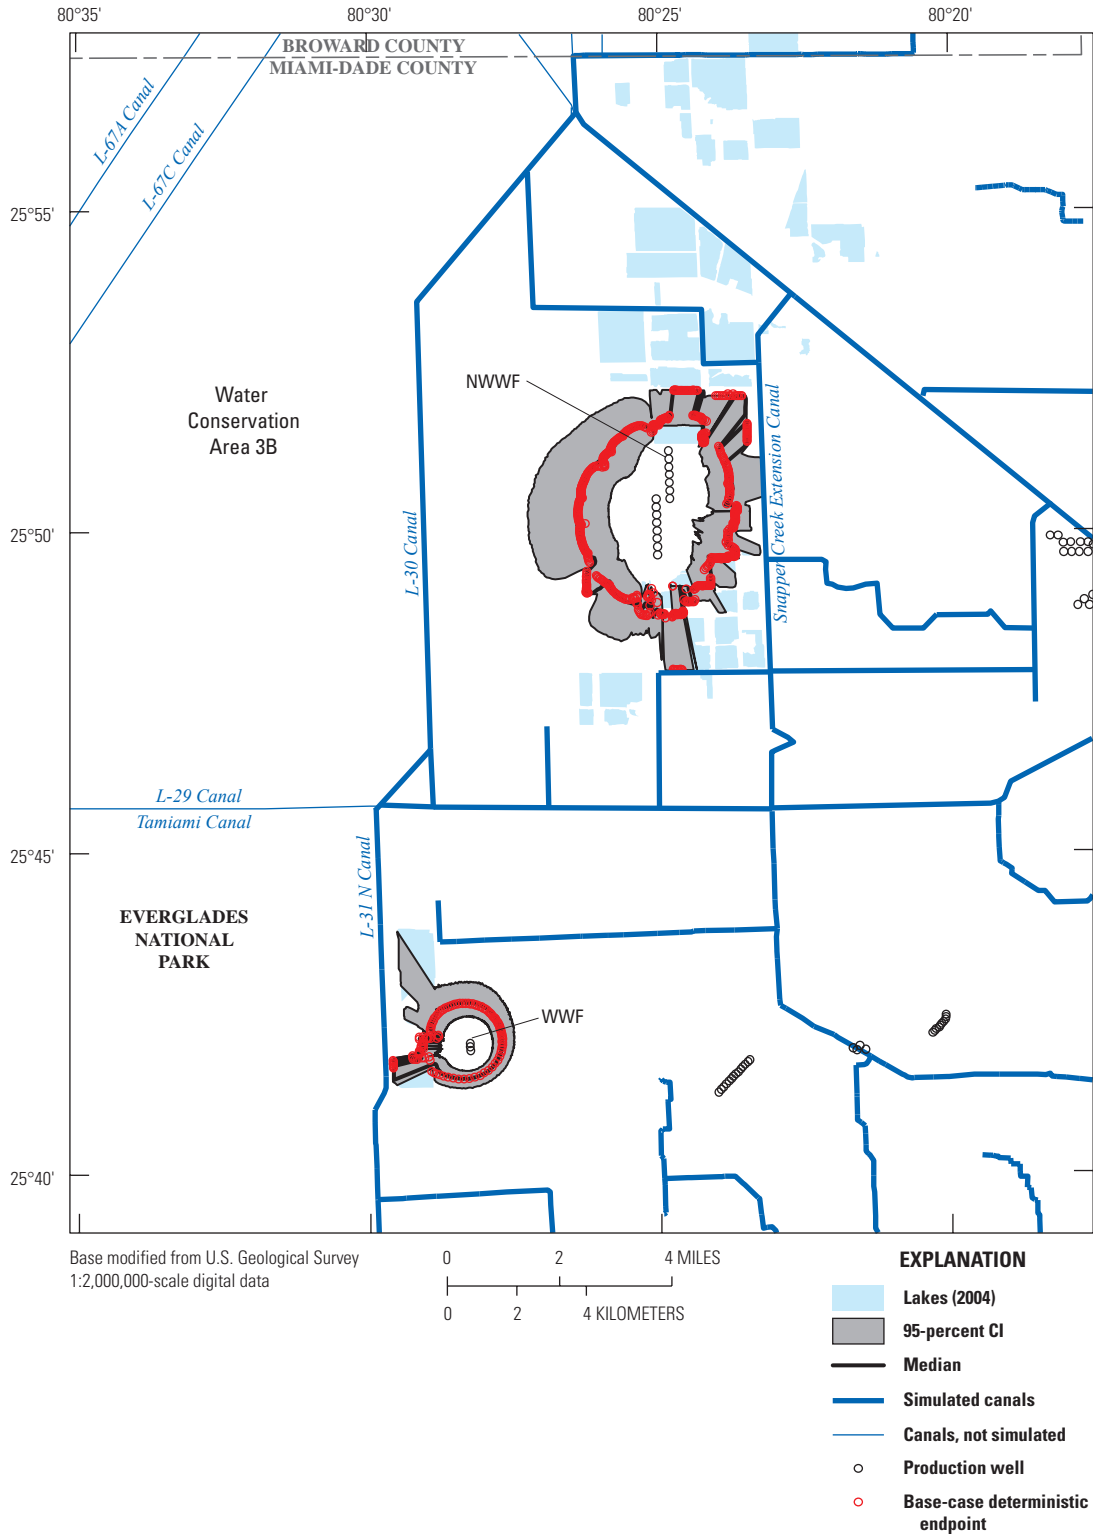 80°35'
80°30'
80°25'
80°20'
BROWARD COUNTY
MIAMI-DADE COUNTY
L-67A Canal
L-67C Canal
25°55'
NWWF
Water
Conservation
Area 3B
Snapper Creek Extension Canal
25°50'
L-30 Canal
L-29 Canal
Tamiami Canal
25°45'
L-31 N Canal
EVERGLADES
NATIONAL
PARK
WWF
25°40'
Base modified from U.S. Geological Survey
1:2,000,000-scale digital data
0 2 4 MILES
0 2 4 KILOMETERS
EXPLANATION
Lakes (2004)
95-percent CI
Median
Simulated canals
Canals, not simulated
Production well
Base-case deterministic
endpoint